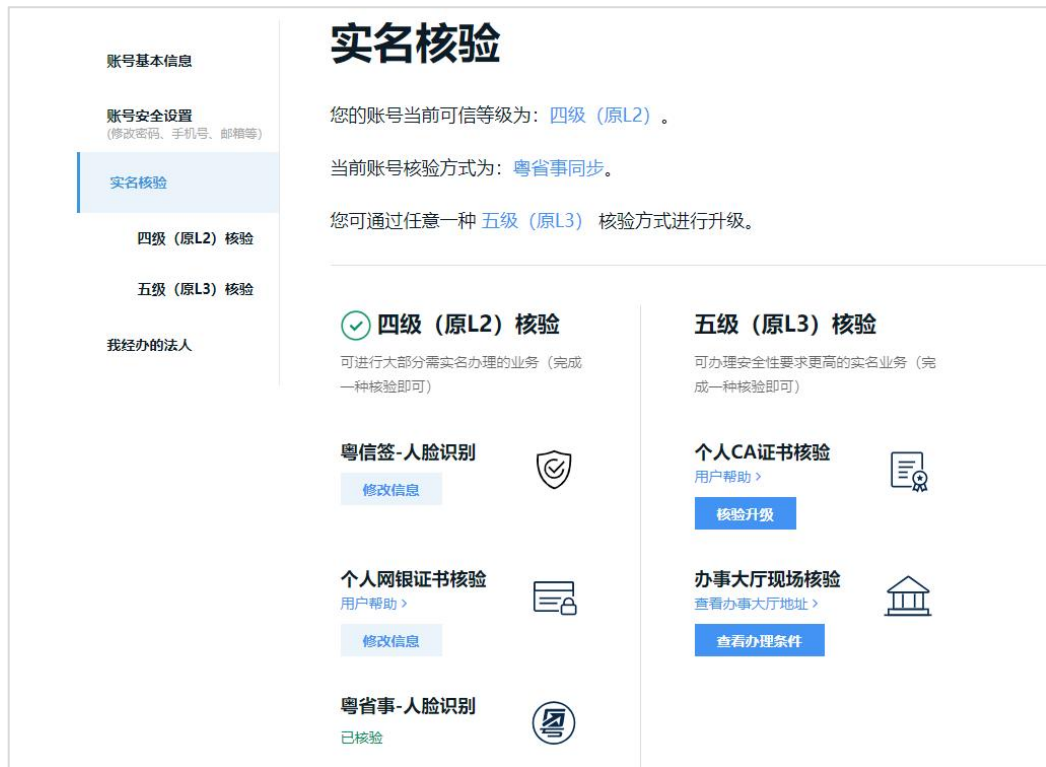 账号基本信息
账号安全设置
(修改密码、手机号、邮箱等)
实名核验
四级（原L2）核验
五级（原L3）核验
我经办的法人
实名核验
您的账号当前可信等级为：四级（原L2）。
当前账号核验方式为：粤省事同步。
您可通过任意一种 五级（原L3） 核验方式进行升级。
四级（原L2）核验
可进行大部分需实名办理的业务（完成
一种核验即可）
粤信签-人脸识别
修改信息
个人网银证书核验
用户帮助 >
修改信息
粤省事-人脸识别
已核验
粤
五级（原L3）核验
可办理安全性要求更高的实名业务（完
成一种核验即可）
个人CA证书核验
用户帮助 >
核验升级
办事大厅现场核验
查看办事大厅地址 >
查看办理条件